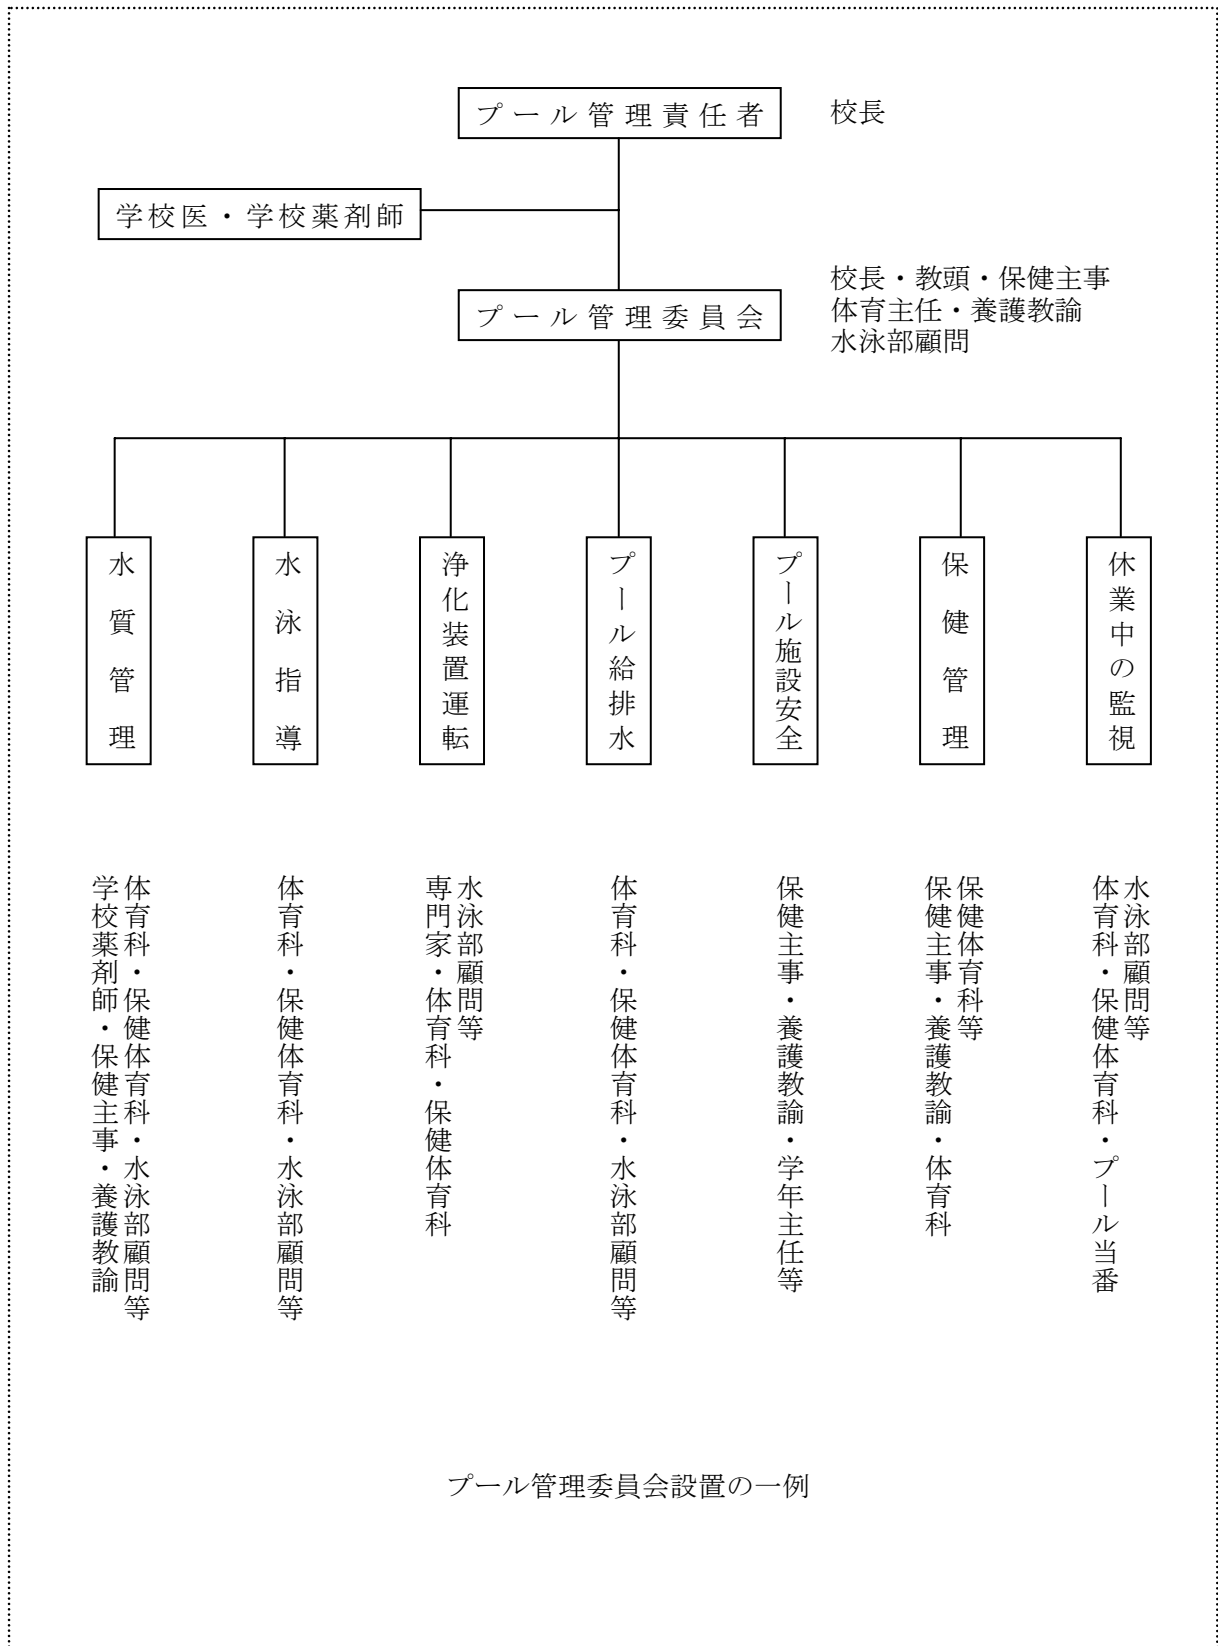 プール管理責任者
校長
学校医・学校薬剤師
プール管理委員会
校長・教頭・保健主事
体育主任・養護教諭
水泳部顧問
水質管理
水泳指導
浄化装置運転
プール給排水
プール施設安全
保健管理
休業中の監視
学校薬剤師・保健主事・養護教諭
体育科・保健体育科・水泳部顧問等
体育科・保健体育科・水泳部顧問等
専門家・体育科・保健体育科
水泳部顧問等
体育科・保健体育科・水泳部顧問等
保健主事・養護教諭・学年主任等
保健主事・養護教諭・体育科
保健体育科等
体育科・保健体育科・プール当番
水泳部顧問等
プール管理委員会設置の一例